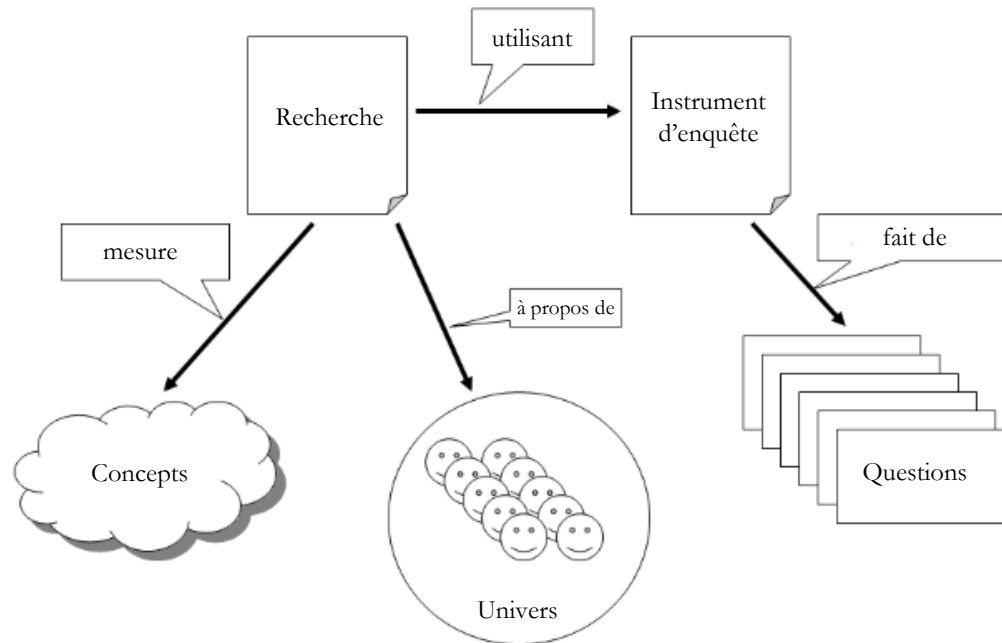 utilisant
Recherche
Instrument
d'enquête
mesure
fait de
à propos de
Concepts
Questions
Univers